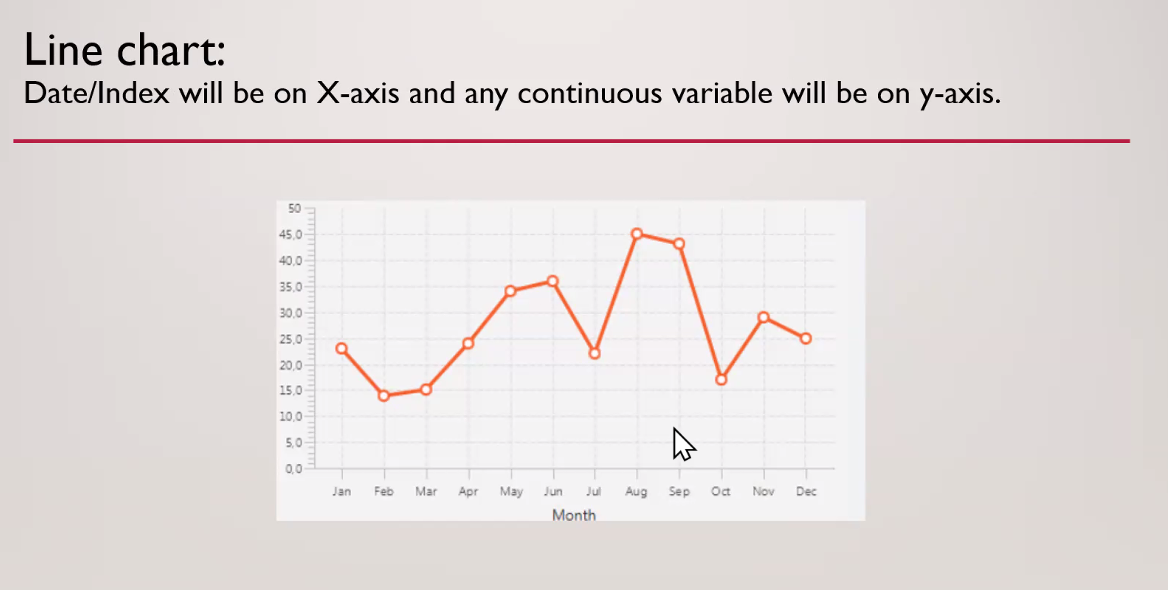 Line chart:
Date/Index will be on X-axis and any continuous variable will be on y-axis.
50
45,0
40,0
35,0
30,0
25,0
20,0
15,0
10,0
5,0
0,0
Jan Feb Mar Apr May Jun Jul Aug Sep Oct Nov Dec
Month